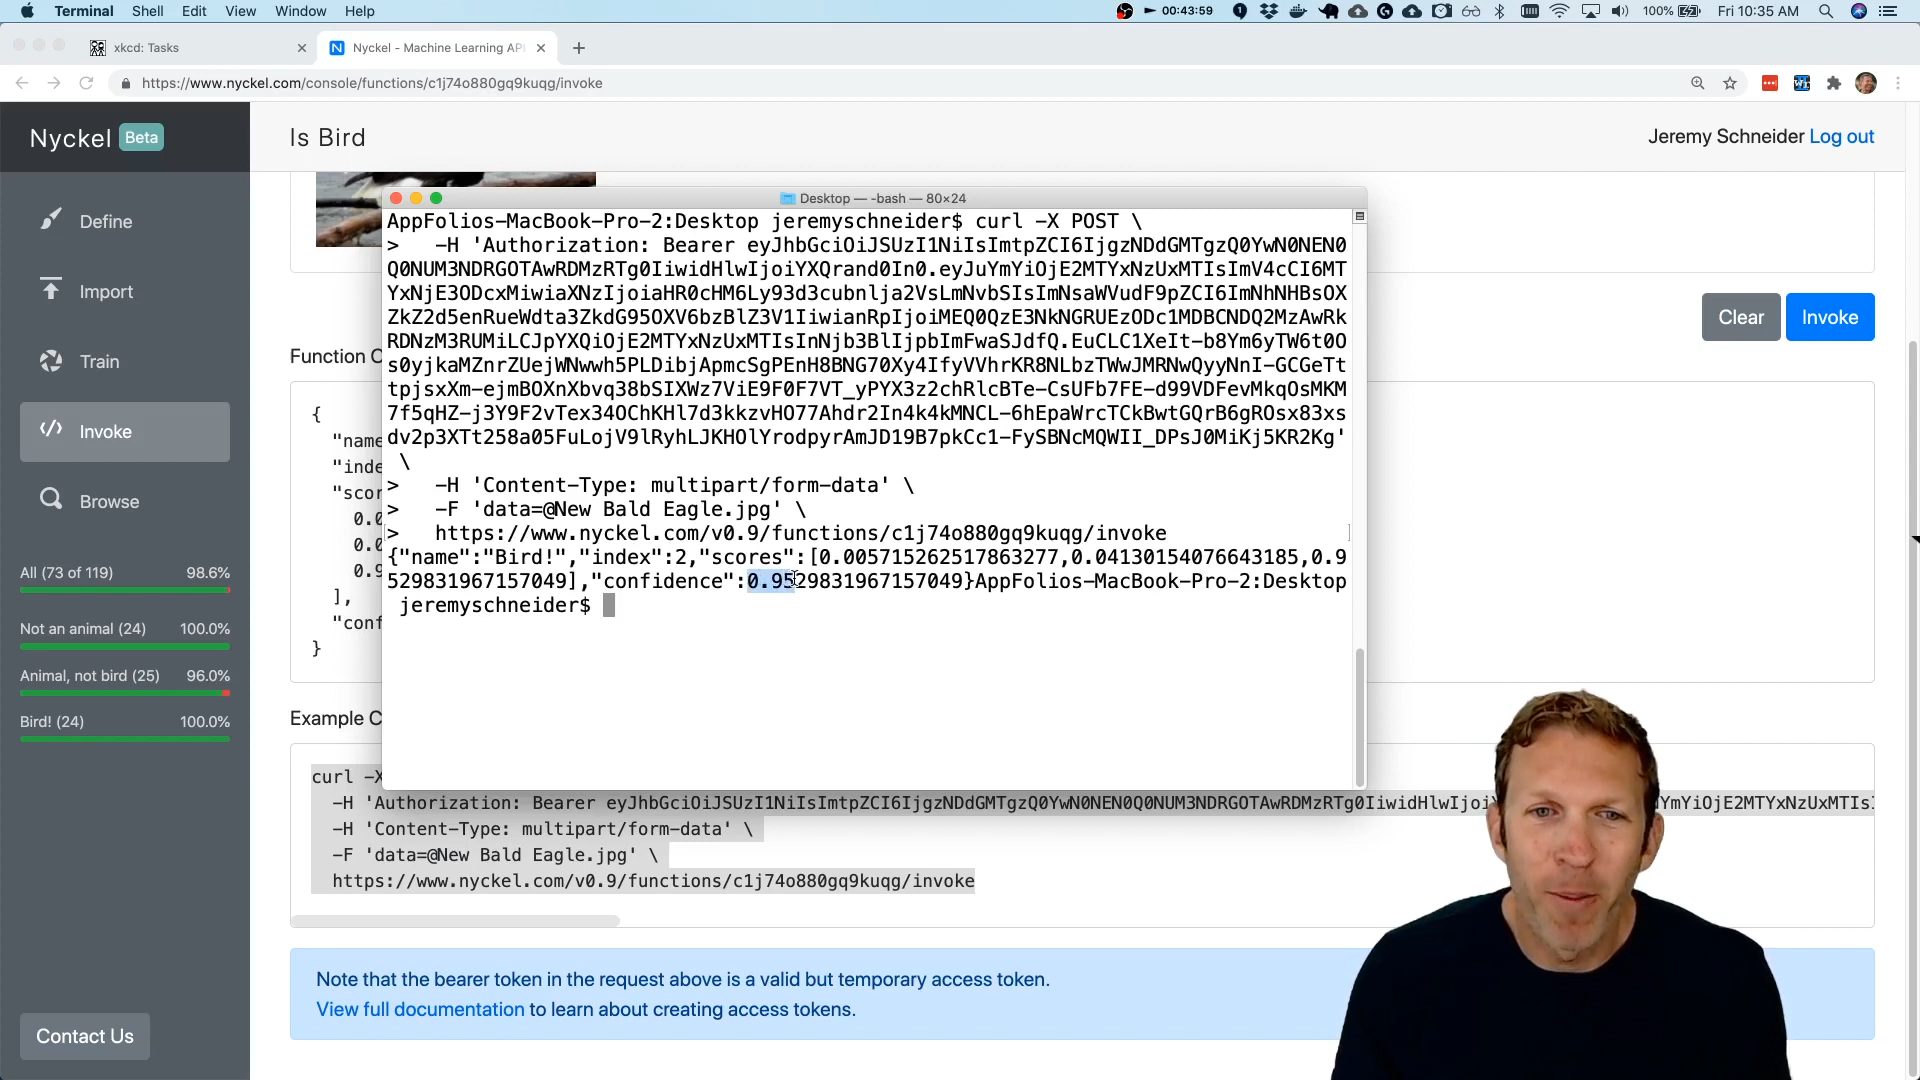 Terminal Shell Edit View Window Help 00:43:59 100% Fri 10:35 AM
xkcd: Tasks Nyckel - Machine Learning API
https://www.nyckel.com/console/functions/c1j74o880gq9kuqg/invoke
Nyckel Beta
Is Bird
Jeremy Schneider Log out
Define
Import
Train
Invoke
Browse
All (73 of 119) 98.6%
Not an animal (24) 100.0%
Animal, not bird (25) 96.0%
Bird! (24) 100.0%
Contact Us
Clear Invoke
Desktop — -bash — 80×24
AppFolios-MacBook-Pro-2:Desktop jeremyschneider$ curl -X POST \
> -H 'Authorization: Bearer eyJhbGciOiJSUzI1NiIsImtpZCI6IjgzNDdGMTgzQ0YwN0NEN0
Q0NUM3NDRGOTAwRDMzRTg0IiwidHlwIjoiYXQrand0In0.eyJuYmYiOjE2MTYxNzUxMTIsImV4cCI6MT
YxNjE3ODcxMiwiaXNzIjoiaHR0cHM6Ly93d3cubnlja2VsLmNvbSIsImNsaWVudF9pZCI6ImNhNHBsOX
ZkZ2d5enRueWdta3ZkdG95OXV6bzBlZ3V1IiwianRpIjoiMEQ0QzE3NkNGRUEzODc1MDBCNDQ2MzAwRk
RDNzM3RUMiLCJpYXQiOjE2MTYxNzUxMTIsInNjb3BlIjpbImFwaSJdfQ.EuCLC1XeIt-b8Ym6yTW6t0O
s0yjkaMZnrZUejWNwwh5PLDibjApmcSgPEnH8BNG70Xy4IfyVVhrKR8NLbzTWwJMRNwQyyNnI-GCGeTt
tpjsxXm-ejmBOXnXbvq38bSIXWz7ViE9F0F7VT_yPYX3z2chRlcBTe-CsUFb7FE-d99VDFevMkqOsMKM
7f5qHZ-j3Y9F2vTex34OChKHl7d3kkzvHO77Ahdr2In4k4kMNCL-6hEpaWrcTCkBwtGQrB6gROsx83xs
dv2p3XTt258a05FuLojV9lRyhLJKHOlYrodpyrAmJD19B7pkCc1-FySBNcMQWII_DPsJ0MiKj5KR2Kg'
\
> -H 'Content-Type: multipart/form-data' \
> -F 'data=@New Bald Eagle.jpg' \
> https://www.nyckel.com/v0.9/functions/c1j74o880gq9kuqg/invoke
{"name":"Bird!","index":2,"scores":[0.005715262517863277,0.04130154076643185,0.9
529831967157049],"confidence":0.9529831967157049}AppFolios-MacBook-Pro-2:Desktop
jeremyschneider$
Function
{
"name
"inde
"scor
0.0
0.0
0.9
],
"conf
}
Example
curl -X
-H 'Authorization: Bearer eyJhbGciOiJSUzI1NiIsImtpZCI6IjgzNDdGMTgzQ0YwN0NEN0Q0NUM3NDRGOTAwRDMzRTg0IiwidHlwIjoi
-H 'Content-Type: multipart/form-data' \
-F 'data=@New Bald Eagle.jpg' \
https://www.nyckel.com/v0.9/functions/c1j74o880gq9kuqg/invoke
Note that the bearer token in the request above is a valid but temporary access token.
View full documentation to learn about creating access tokens.